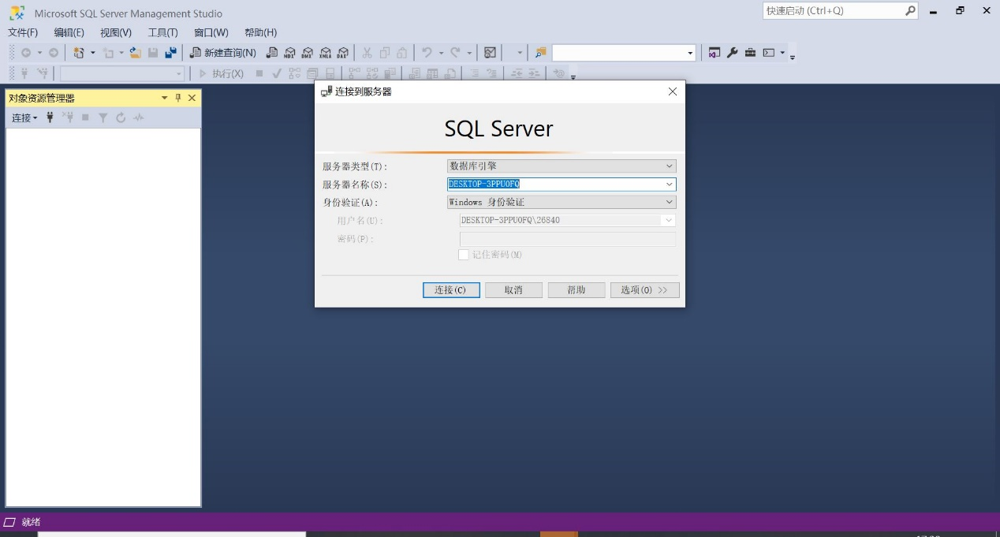 Microsoft SQL Server Management Studio
快速启动 (Ctrl+Q)
文件(F) 编辑(E) 视图(V) 工具(T) 窗口(W) 帮助(H)
新建查询(N) MDX DMX XMLA DAX
执行(X)
对象资源管理器
连接
连接到服务器
SQL Server
服务器类型(T): 数据库引擎
服务器名称(S): DESKTOP-3PPU0FQ
身份验证(A): Windows 身份验证
用户名(U): DESKTOP-3PPU0FQ\26840
密码(P):
记住密码(M)
连接(C) 取消 帮助 选项(O) >>
就绪